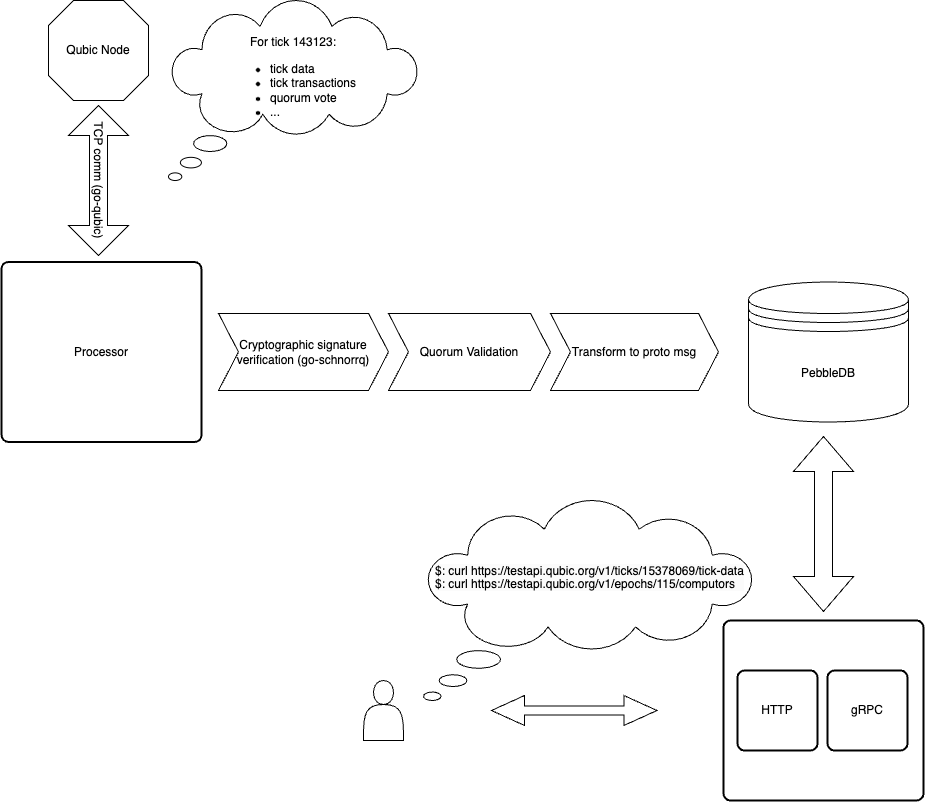 Qubic Node
For tick 143123:
• tick data
• tick transactions
• quorum vote
• ...
TCP comm (go-qubic)
Processor
Cryptographic signature
verification (go-schnorrq)
Quorum Validation
Transform to proto msg
PebbleDB
$: curl https://testapi.qubic.org/v1/ticks/15378069/tick-data
$: curl https://testapi.qubic.org/v1/epochs/115/computors
HTTP
gRPC